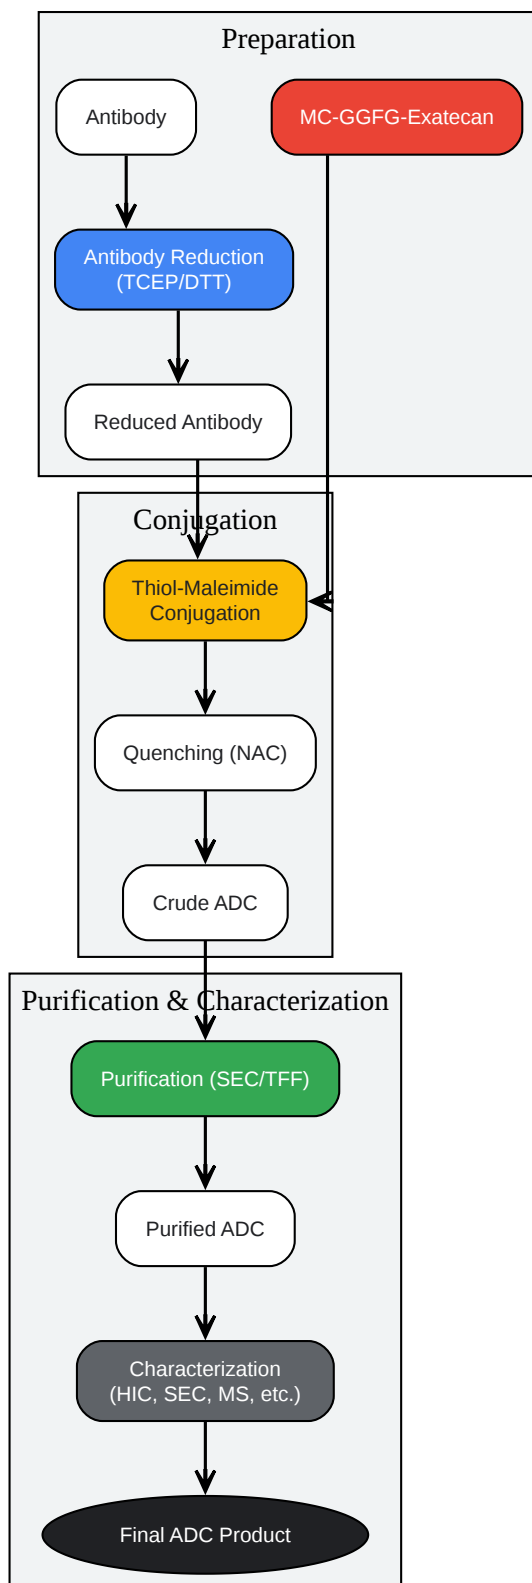 Preparation
Antibody
MC-GGFG-Exatecan
Antibody Reduction
(TCEP/DTT)
Reduced Antibody
Conjugation
Thiol-Maleimide
Conjugation
Quenching (NAC)
Crude ADC
Purification & Characterization
Purification (SEC/TFF)
Purified ADC
Characterization
(HIC, SEC, MS, etc.)
Final ADC Product